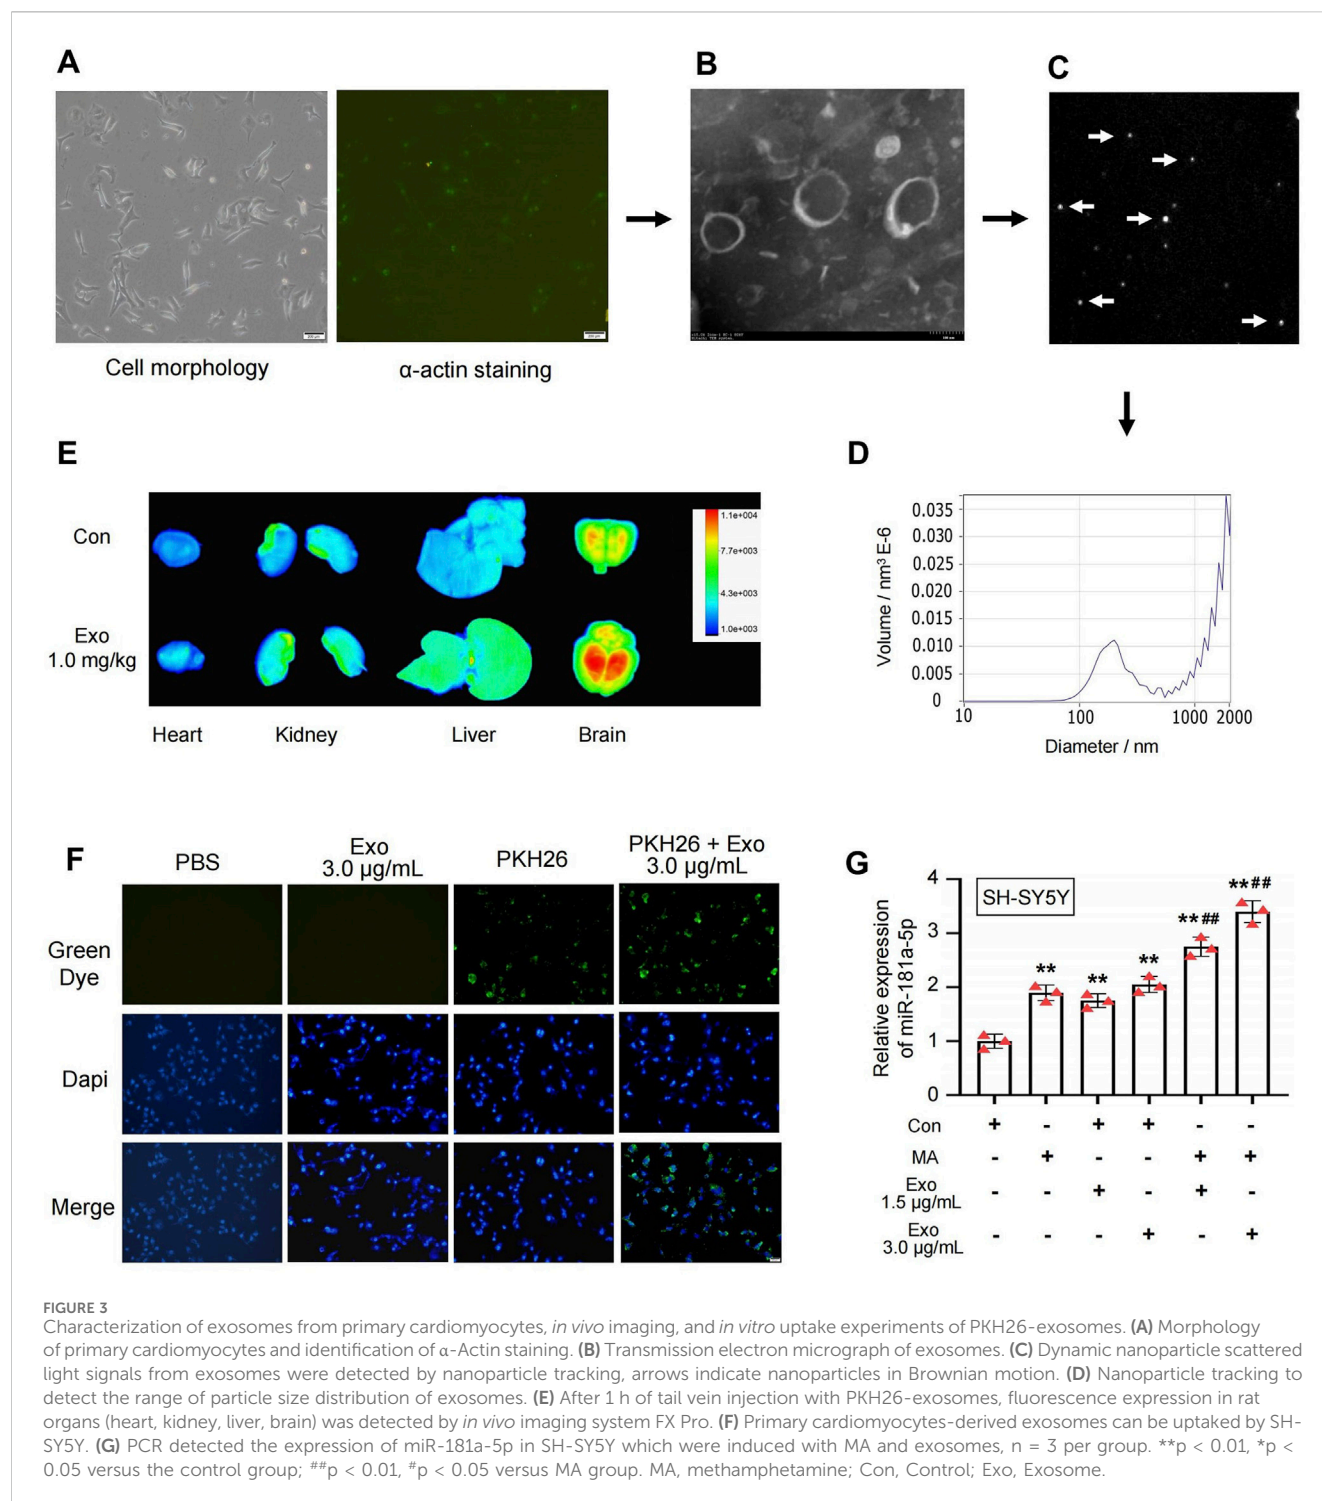 A
B
C
Cell morphology
α-actin staining
E
Con
Exo
1.0 mg/kg
1.1e+004
7.7e+003
4.3e+003
1.0e+003
Heart
Kidney
Liver
Brain
D
Volume / nm³ E-6
0.035
0.030
0.025
0.020
0.015
0.010
0.005
0
10
100
1000
2000
Diameter / nm
F
PBS
Exo
3.0 μg/mL
PKH26
PKH26 + Exo
3.0 μg/mL
Green
Dye
Dapi
Merge
G
Relative expression
of miR-181a-5p
4
3
2
1
0
SH-SY5Y
**
**
**
**##
**##
Con + - + + - -
MA - + - - + +
Exo
1.5 μg/mL - - + - + -
Exo
3.0 μg/mL - - - + - +
FIGURE 3
Characterization of exosomes from primary cardiomyocytes, in vivo imaging, and in vitro uptake experiments of PKH26-exosomes. (A) Morphology
of primary cardiomyocytes and identification of α-Actin staining. (B) Transmission electron micrograph of exosomes. (C) Dynamic nanoparticle scattered
light signals from exosomes were detected by nanoparticle tracking, arrows indicate nanoparticles in Brownian motion. (D) Nanoparticle tracking to
detect the range of particle size distribution of exosomes. (E) After 1 h of tail vein injection with PKH26-exosomes, fluorescence expression in rat
organs (heart, kidney, liver, brain) was detected by in vivo imaging system FX Pro. (F) Primary cardiomyocytes-derived exosomes can be uptaked by SH-
SY5Y. (G) PCR detected the expression of miR-181a-5p in SH-SY5Y which were induced with MA and exosomes, n = 3 per group. **p < 0.01, *p <
0.05 versus the control group; ##p < 0.01, #p < 0.05 versus MA group. MA, methamphetamine; Con, Control; Exo, Exosome.